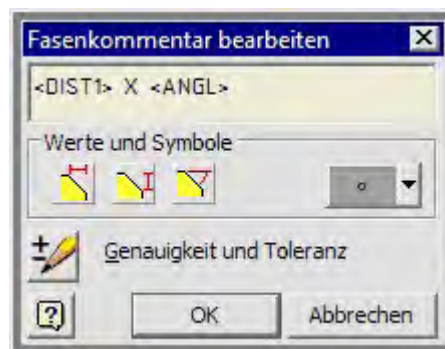 Fasenkommentar bearbeiten
<DIST1> X <ANGL>
Werte und Symbole
°
Genauigkeit und Toleranz
OK
Abbrechen